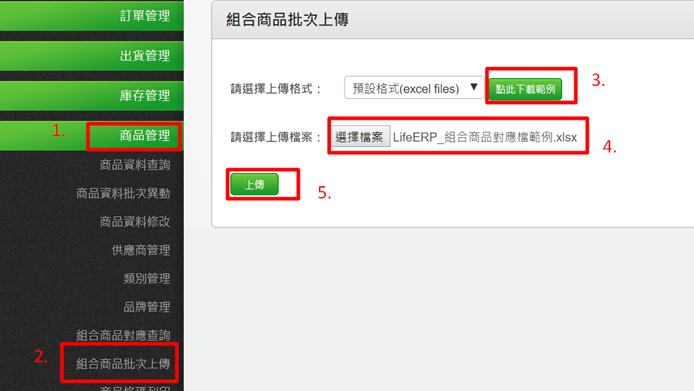 訂單管理
出貨管理
庫存管理
1.
商品管理
商品資料查詢
商品資料批次異動
商品資料修改
供應商管理
類別管理
品牌管理
組合商品對應查詢
2.
組合商品批次上傳
商品條碼列印
組合商品批次上傳
請選擇上傳格式：
預設格式(excel files)
點此下載範例
3.
請選擇上傳檔案：
選擇檔案 LifeERP_組合商品對應檔範例.xlsx
4.
上傳
5.